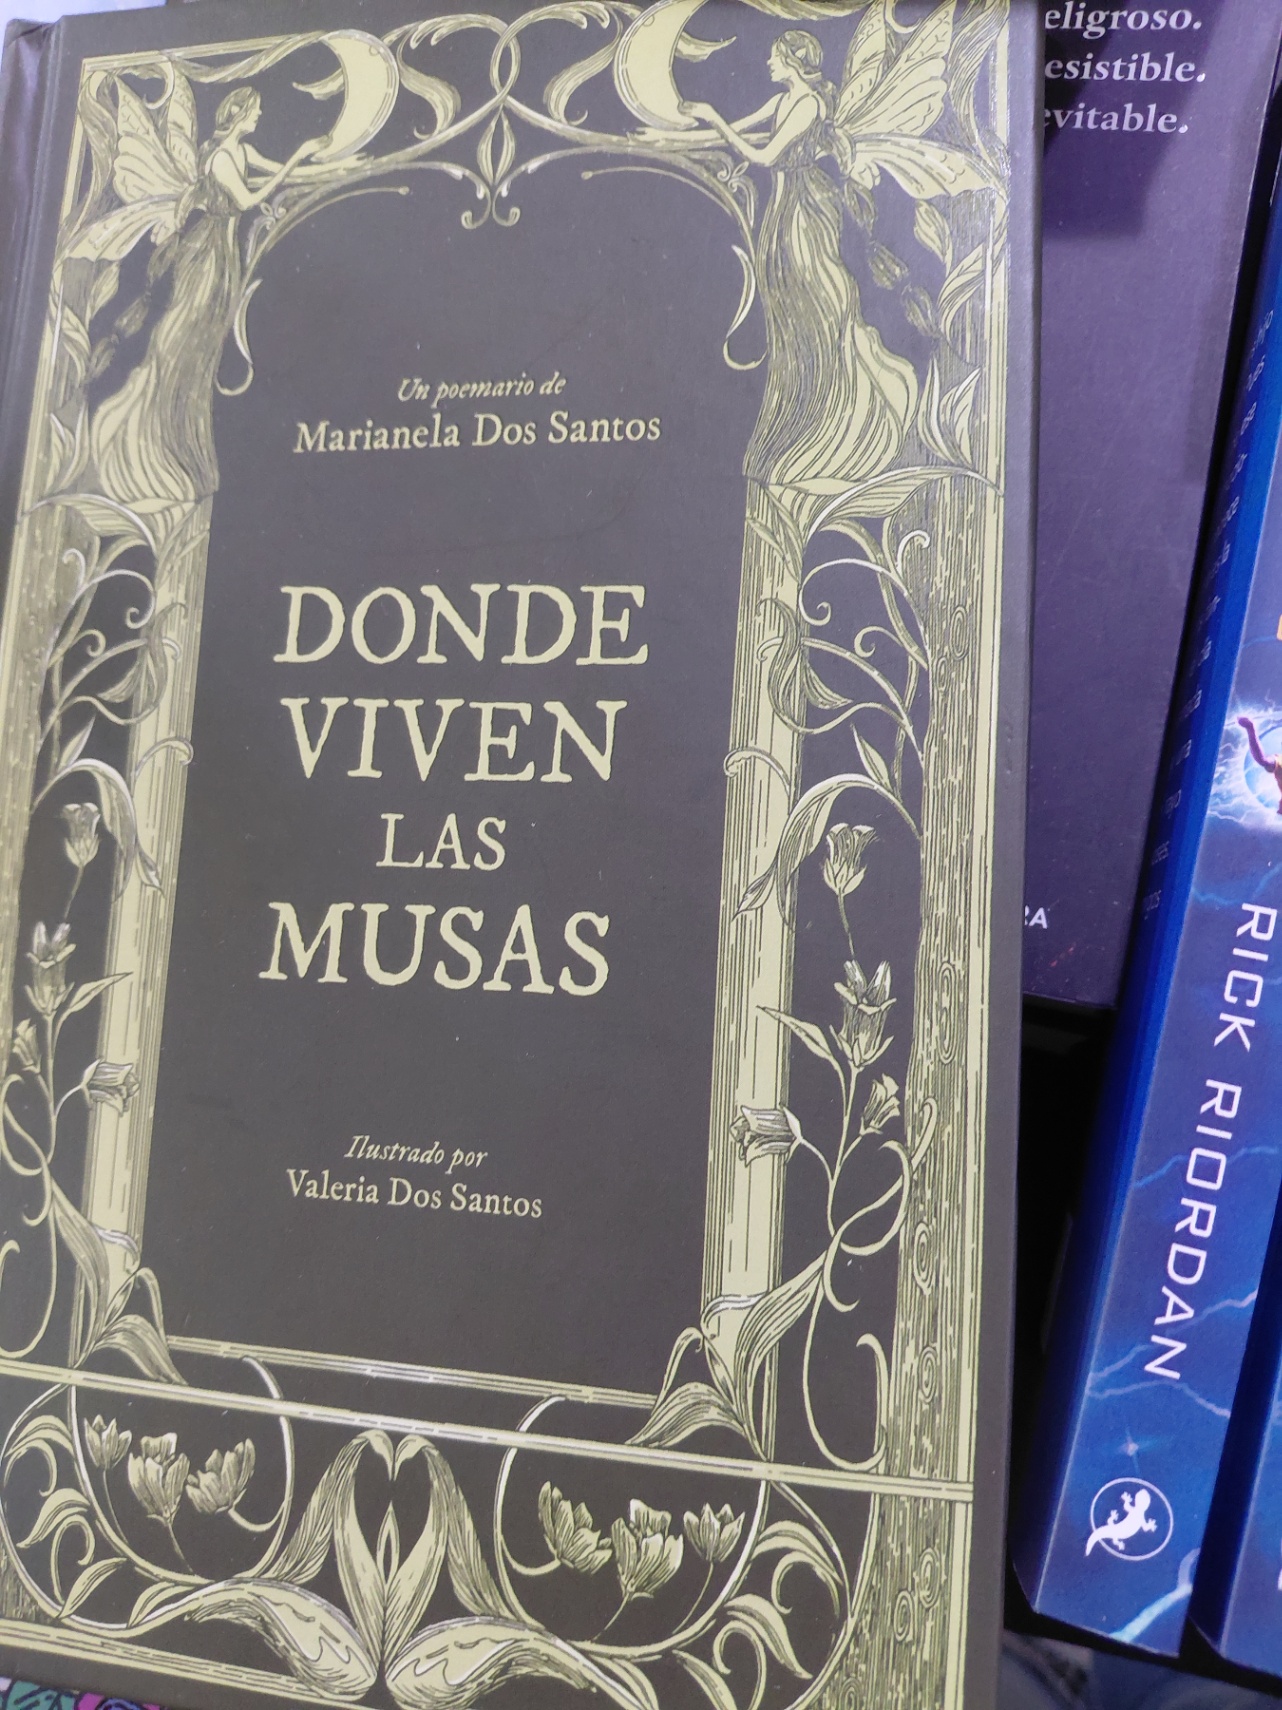 Un poemario de
Marianela Dos Santos
DONDE
VIVEN
LAS
MUSAS
Ilustrado por
Valeria Dos Santos
eligroso.
esistible.
evitable.
RA
RICK RIORDAN